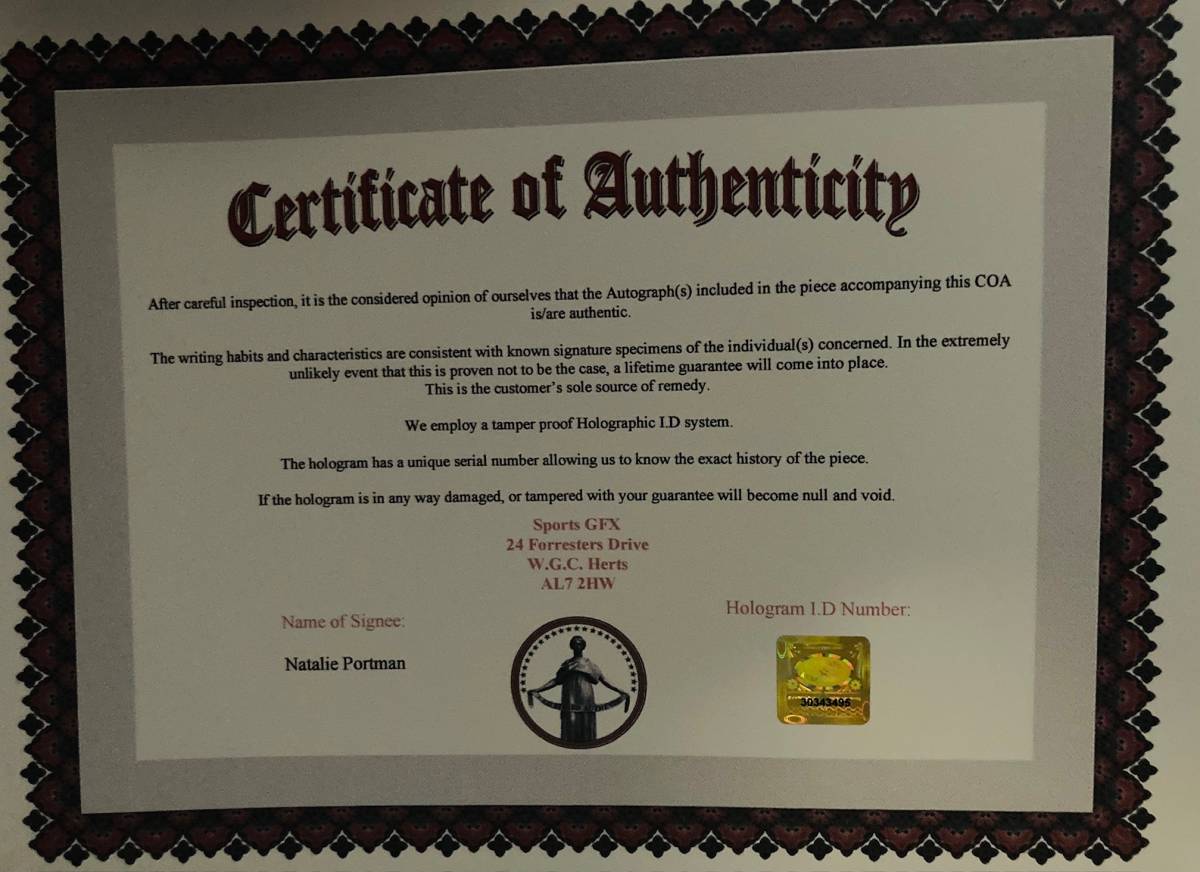 Certificate of Authenticity
After careful inspection, it is the considered opinion of ourselves that the Autograph(s) included in the piece accompanying this COA
is/are authentic.
The writing habits and characteristics are consistent with known signature specimens of the individual(s) concerned. In the extremely
unlikely event that this is proven not to be the case, a lifetime guarantee will come into place.
This is the customer's sole source of remedy.
We employ a tamper proof Holographic I.D system.
The hologram has a unique serial number allowing us to know the exact history of the piece.
If the hologram is in any way damaged, or tampered with your guarantee will become null and void.
Sports GFX
24 Forresters Drive
W.G.C. Herts
AL7 2HW
Name of Signee:
Hologram I.D Number:
Natalie Portman
30343495